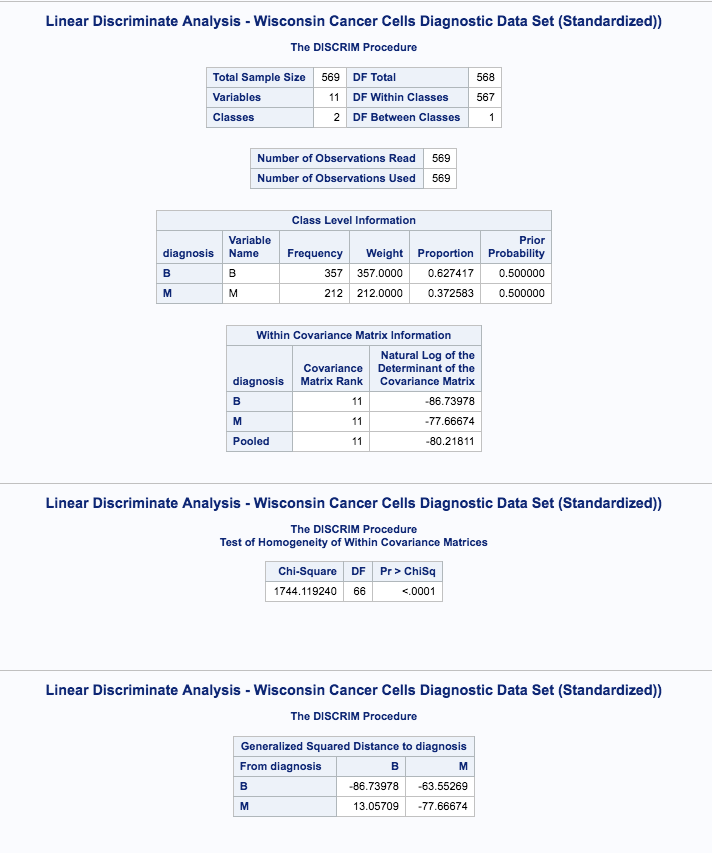 Linear Discriminate Analysis - Wisconsin Cancer Cells Diagnostic Data Set (Standardized))
The DISCRIM Procedure
Total Sample Size 569 DF Total 568
Variables 11 DF Within Classes 567
Classes 2 DF Between Classes 1
Number of Observations Read 569
Number of Observations Used 569
Class Level Information
diagnosis Variable Name Frequency Weight Proportion Prior Probability
B B 357 357.0000 0.627417 0.500000
M M 212 212.0000 0.372583 0.500000
Within Covariance Matrix Information
diagnosis Covariance Matrix Rank Natural Log of the Determinant of the Covariance Matrix
B 11 -86.73978
M 11 -77.66674
Pooled 11 -80.21811
Linear Discriminate Analysis - Wisconsin Cancer Cells Diagnostic Data Set (Standardized))
The DISCRIM Procedure
Test of Homogeneity of Within Covariance Matrices
Chi-Square DF Pr > ChiSq
1744.119240 66 <.0001
Linear Discriminate Analysis - Wisconsin Cancer Cells Diagnostic Data Set (Standardized))
The DISCRIM Procedure
Generalized Squared Distance to diagnosis
From diagnosis B M
B -86.73978 -63.55269
M 13.05709 -77.66674